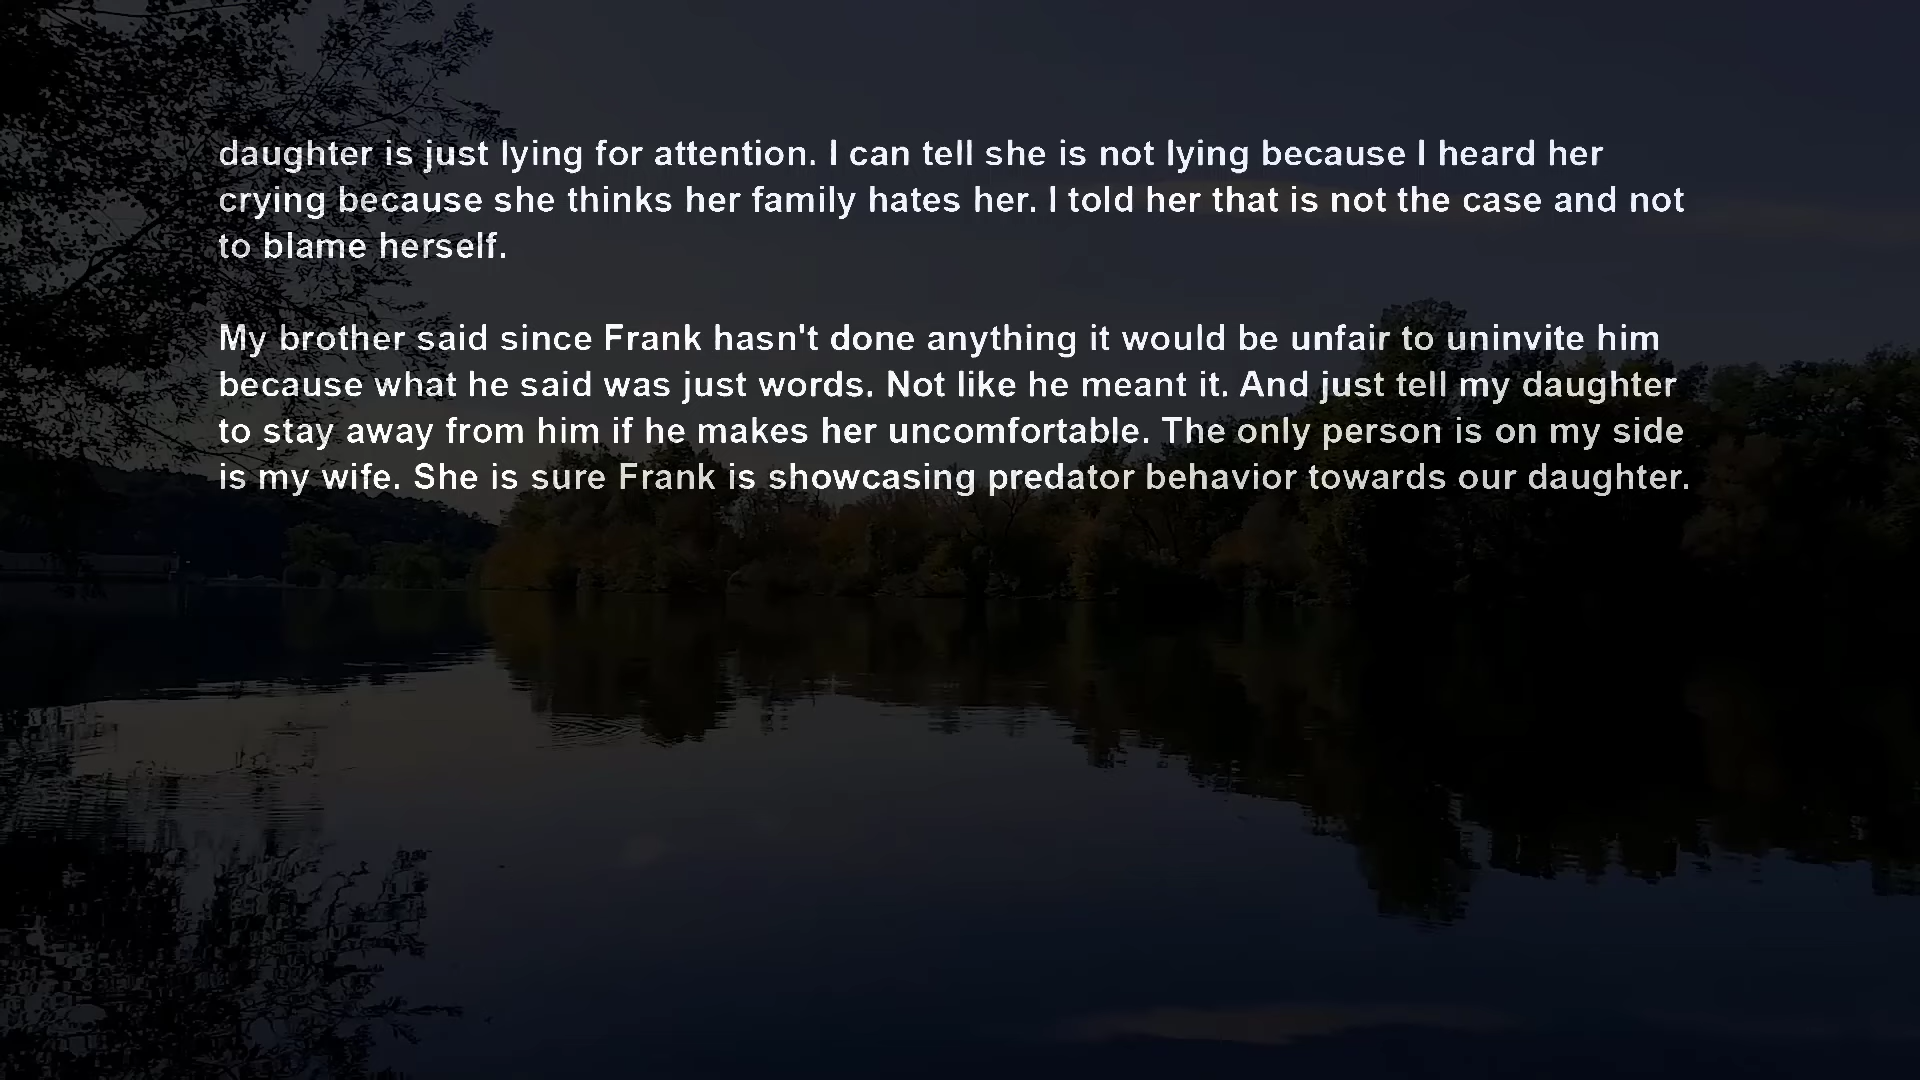 daughter is just lying for attention. I can tell she is not lying because I heard her
crying because she thinks her family hates her. I told her that is not the case and not
to blame herself.
My brother said since Frank hasn't done anything it would be unfair to uninvite him
because what he said was just words. Not like he meant it. And just tell my daughter
to stay away from him if he makes her uncomfortable. The only person is on my side
is my wife. She is sure Frank is showcasing predator behavior towards our daughter.